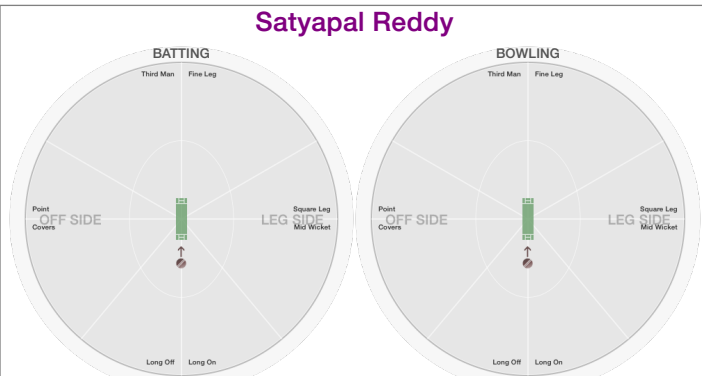 Satyapal Reddy
BATTING
Third Man
Fine Leg
Point
OFF SIDE
Covers
Square Leg
LEG SIDE
Mid Wicket
Long Off
Long On
BOWLING
Third Man
Fine Leg
Point
OFF SIDE
Covers
Square Leg
LEG SIDE
Mid Wicket
Long Off
Long On